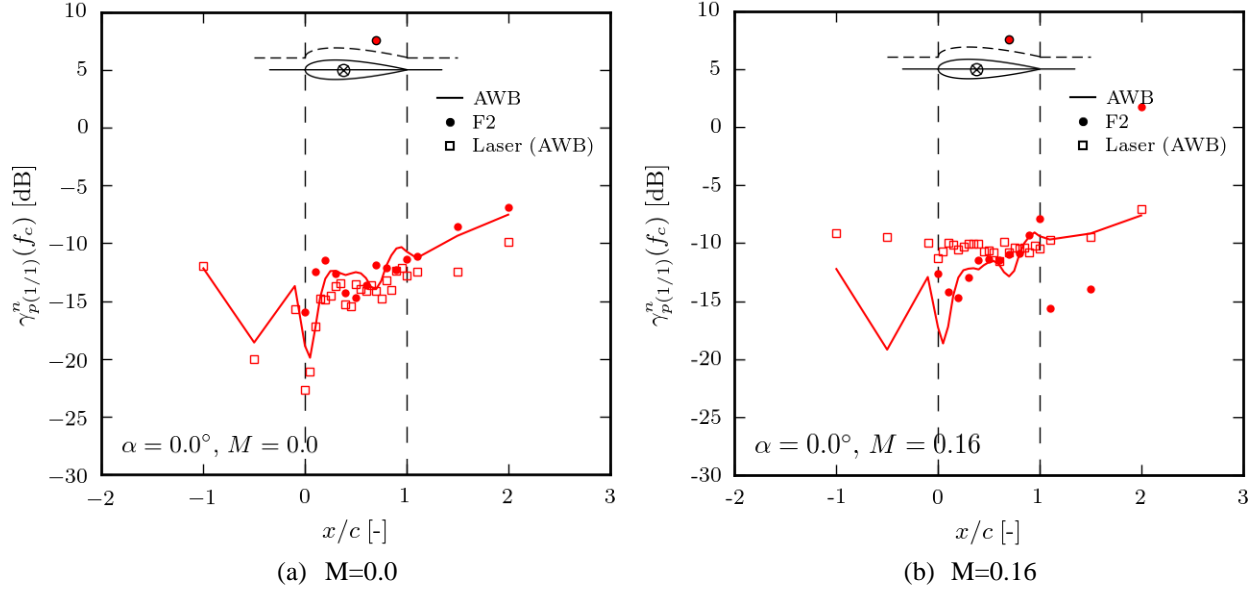 10
5
0
−5
−10
−15
−20
−25
−30
−2
−1
0
1
2
3
γ^n_{p(1/1)}(f_c) [dB]
x/c [-]
AWB
F2
Laser (AWB)
α = 0.0°, M = 0.0
(a) M=0.0
10
5
0
-5
-10
-15
-20
-25
-30
-2
-1
0
1
2
3
γ^n_{p(1/1)}(f_c) [dB]
x/c [-]
AWB
F2
Laser (AWB)
α = 0.0°, M = 0.16
(b) M=0.16